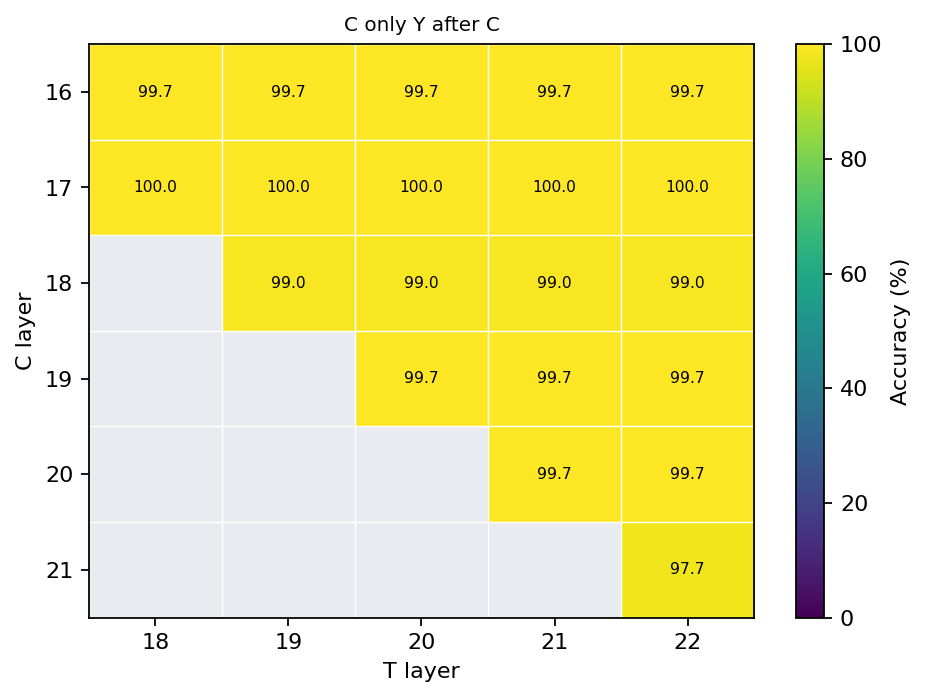 C only Y after C
16 99.7 99.7 99.7 99.7 99.7
17 100.0 100.0 100.0 100.0 100.0
18 99.0 99.0 99.0 99.0
19 99.7 99.7 99.7
20 99.7 99.7
21 97.7
18 19 20 21 22
T layer
C layer
100
80
60
40
20
0
Accuracy (%)